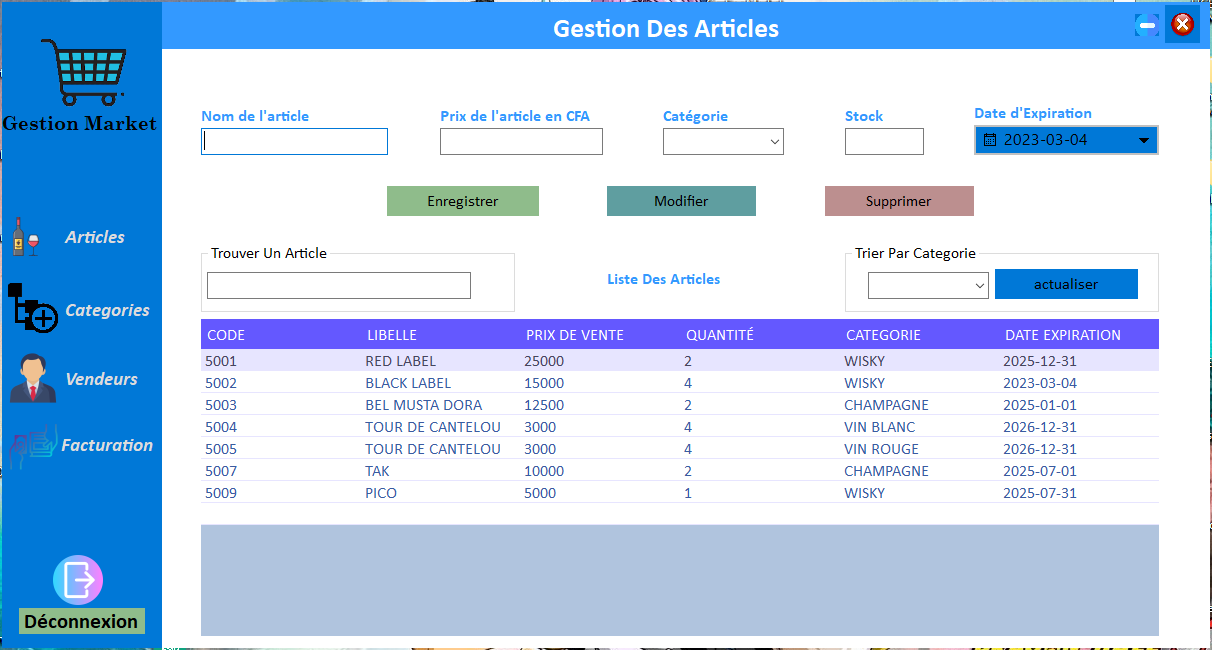 Gestion Des Articles
Gestion Market
Nom de l'article Prix de l'article en CFA Catégorie Stock Date d'Expiration
2023-03-04
Enregistrer Modifier Supprimer
Articles
Categories
Vendeurs
Facturation
Déconnexion
Trouver Un Article Liste Des Articles Trier Par Categorie
actualiser
CODE LIBELLE PRIX DE VENTE QUANTITÉ CATEGORIE DATE EXPIRATION
5001 RED LABEL 25000 2 WISKY 2025-12-31
5002 BLACK LABEL 15000 4 WISKY 2023-03-04
5003 BEL MUSTA DORA 12500 2 CHAMPAGNE 2025-01-01
5004 TOUR DE CANTELOU 3000 4 VIN BLANC 2026-12-31
5005 TOUR DE CANTELOU 3000 4 VIN ROUGE 2026-12-31
5007 TAK 10000 2 CHAMPAGNE 2025-07-01
5009 PICO 5000 1 WISKY 2025-07-31